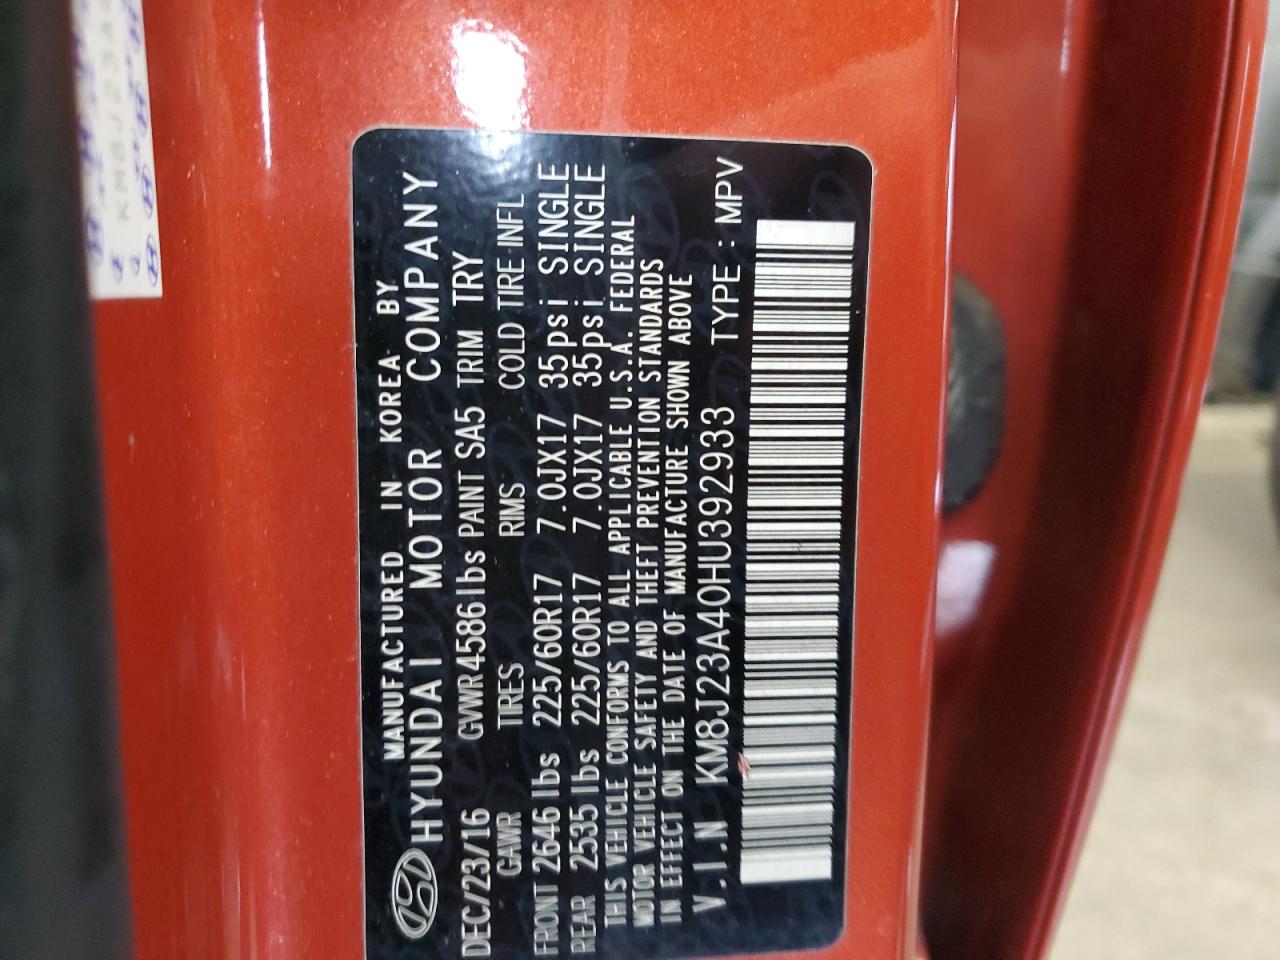 MANUFACTURED IN KOREA BY
HYUNDAI MOTOR COMPANY
DEC/23/16 GVWR 4586 lbs PAINT SA5 TRIM TRY
GAWR TIRES RIMS COLD TIRE INFL
FRONT 2646 lbs 225/60R17 7.0JX17 35psi SINGLE
REAR 2535 lbs 225/60R17 7.0JX17 35psi SINGLE
THIS VEHICLE CONFORMS TO ALL APPLICABLE U.S.A. FEDERAL
MOTOR VEHICLE SAFETY AND THEFT PREVENTION STANDARDS
IN EFFECT ON THE DATE OF MANUFACTURE SHOWN ABOVE
V.I.N KM8J23A40HU392933 TYPE : MPV